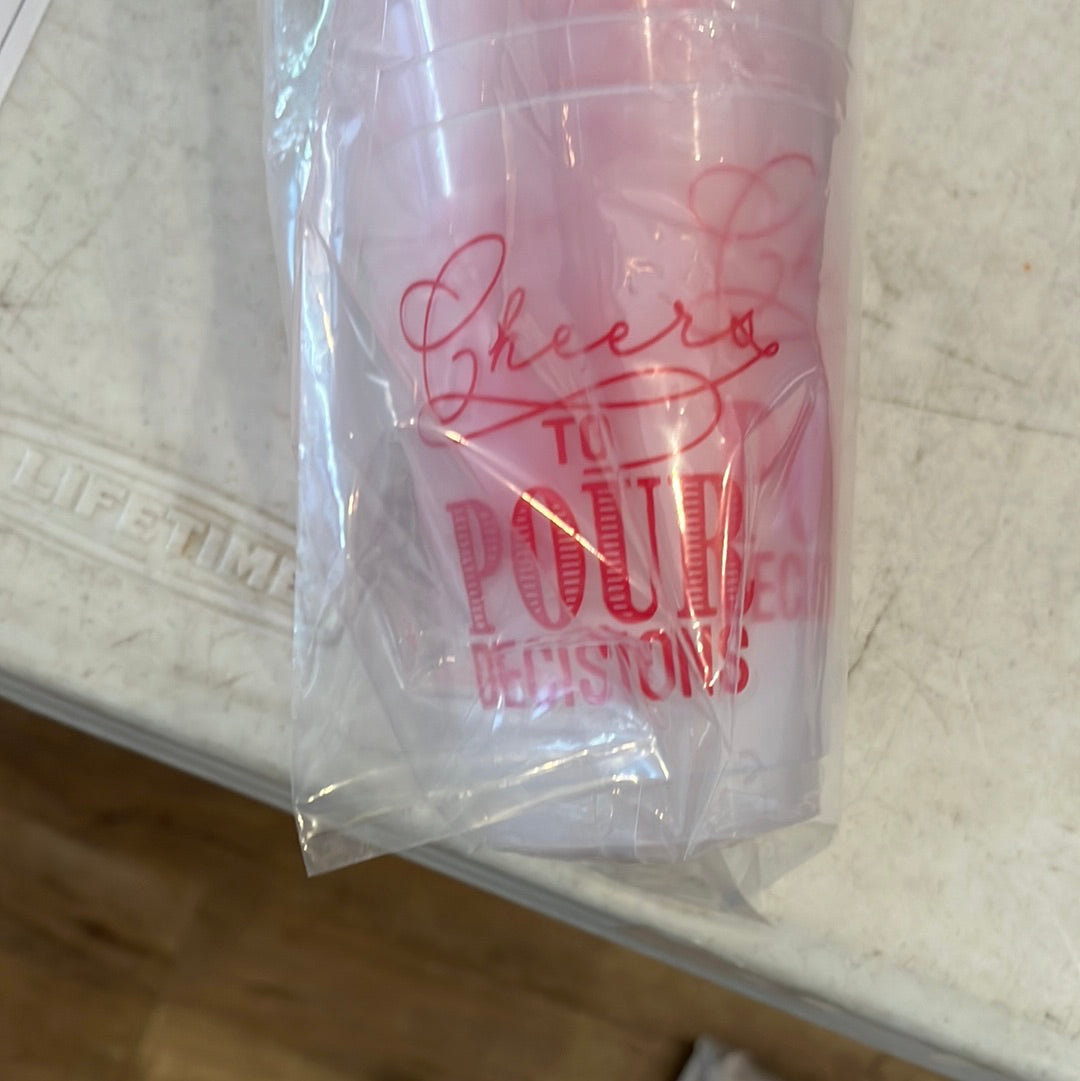 Cheers
TO
POUR
DECISIONS
LIFETIME